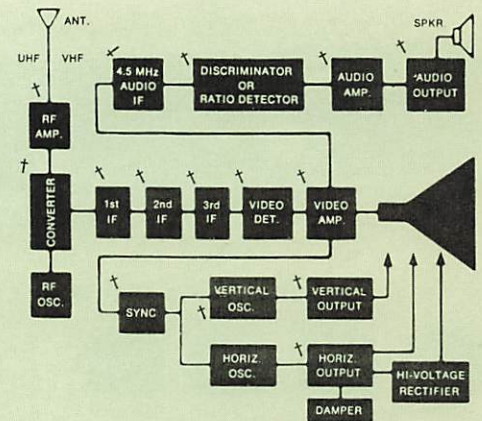 ANT.
SPKR.
UHF VHF
4.5 MHz
AUDIO
IF
DISCRIMINATOR
OR
RATIO DETECTOR
AUDIO
AMP.
AUDIO
OUTPUT
RF
AMP.
CONVERTER
1st
IF
2nd
IF
3rd
IF
VIDEO
DET.
VIDEO
AMP.
RF
OSC.
SYNC
VERTICAL
OSC.
VERTICAL
OUTPUT
HORIZ.
OSC.
HORIZ.
OUTPUT
HI-VOLTAGE
RECTIFIER
DAMPER